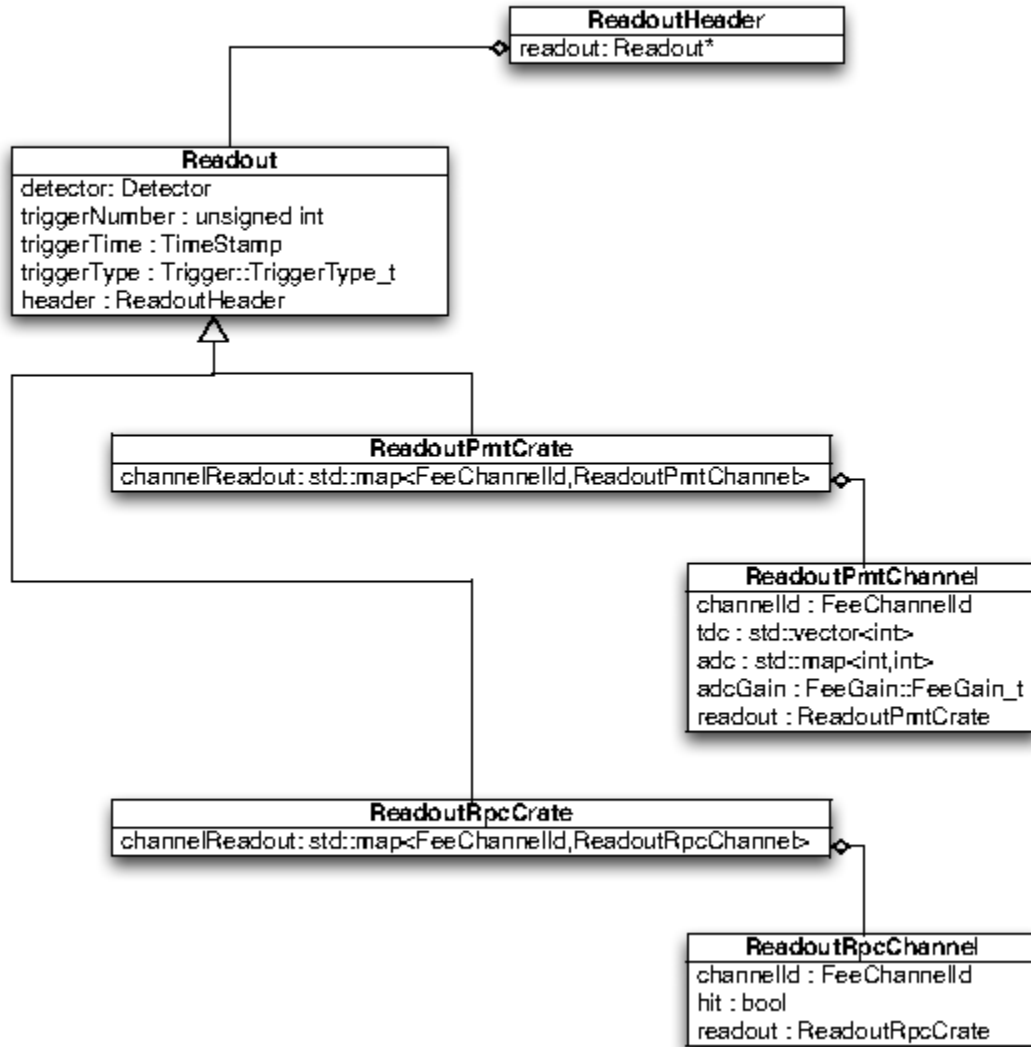 ReadoutHeader
readout: Readout*
Readout
detector: Detector
triggerNumber : unsigned int
triggerTime : TimeStamp
triggerType : Trigger::TriggerType_t
header : ReadoutHeader
ReadoutPmtCrate
channelReadout: std::map<FeeChannelId,ReadoutPmtChannel>
ReadoutPmtChannel
channelId : FeeChannelId
tdc : std::vector<int>
adc : std::map<int,int>
adcGain : FeeGain::FeeGain_t
readout : ReadoutPmtCrate
ReadoutRpcCrate
channelReadout: std::map<FeeChannelId,ReadoutRpcChannel>
ReadoutRpcChannel
channelId : FeeChannelId
hit : bool
readout : ReadoutRpcCrate